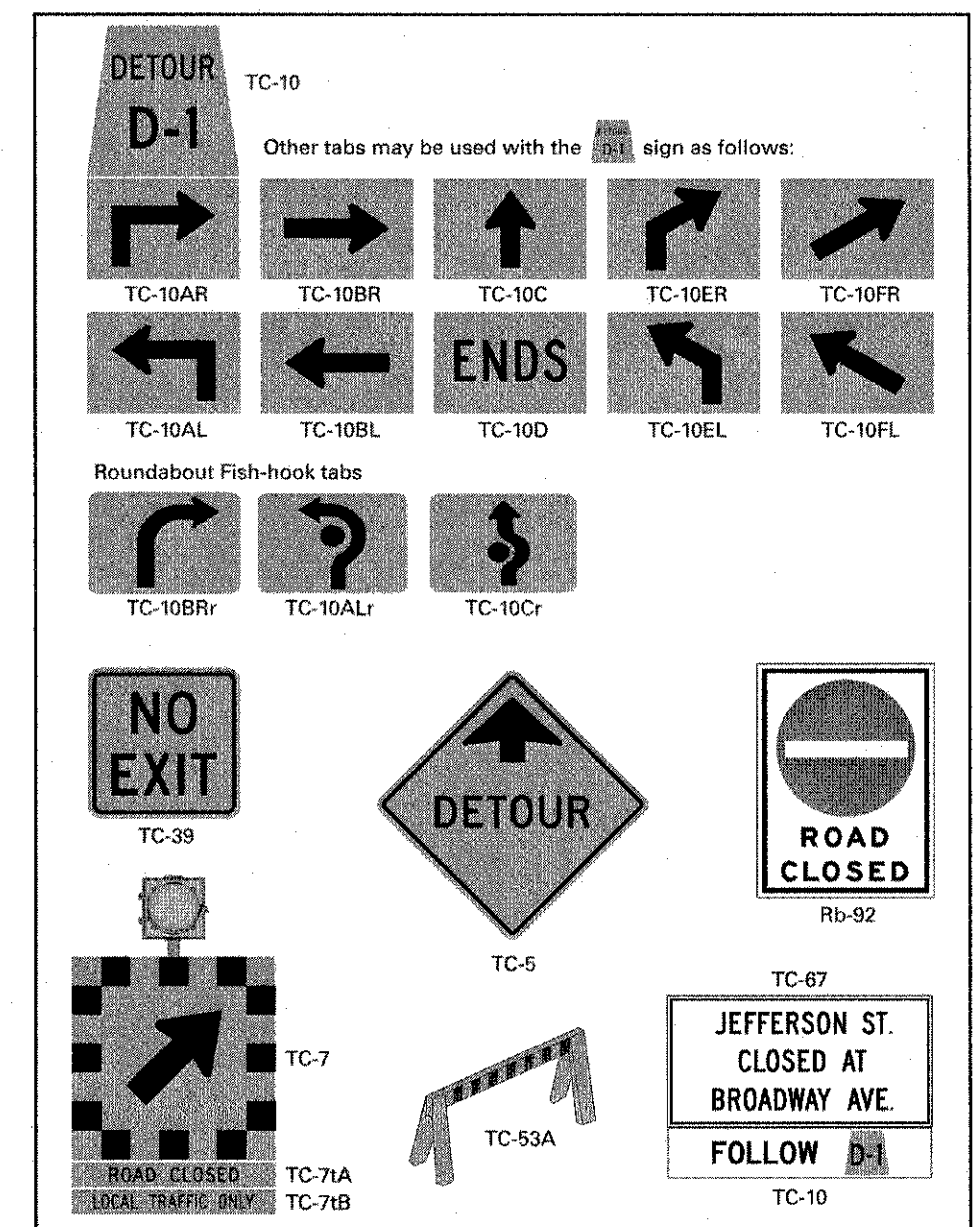 DETOUR
D-1
TC-10
Other tabs may be used with the DETOUR D-1 sign as follows:
TC-10AR TC-10BR TC-10C TC-10ER TC-10FR
ENDS
TC-10AL TC-10BL TC-10D TC-10EL TC-10FL
Roundabout Fish-hook tabs
TC-10BRr TC-10ALr TC-10Cr
NO
EXIT
TC-39
DETOUR
TC-5
ROAD
CLOSED
Rb-92
TC-7
ROAD CLOSED TC-7tA
LOCAL TRAFFIC ONLY TC-7tB
TC-53A
TC-67
JEFFERSON ST.
CLOSED AT
BROADWAY AVE.
FOLLOW D-1
TC-10